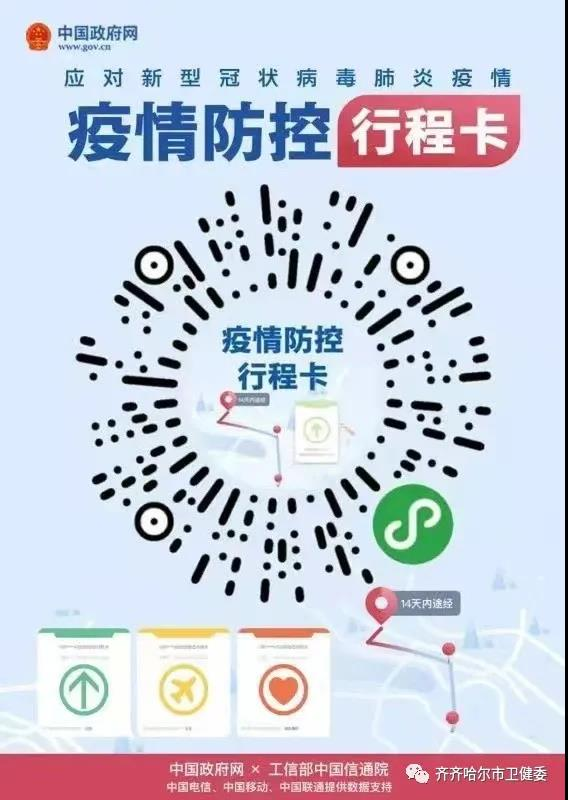 中国政府网
www.gov.cn
应对新型冠状病毒肺炎疫情
疫情防控 行程卡
疫情防控
行程卡
14天内途经
14天内途经
中国政府网 × 工信部中国信通院
中国电信、中国移动、中国联通提供数据支持
齐齐哈尔市卫健委